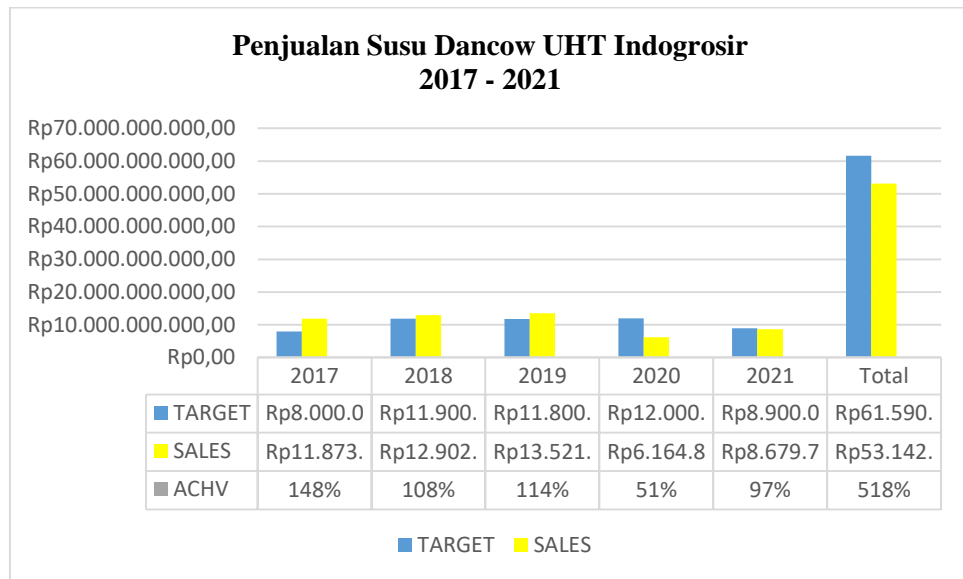 Penjualan Susu Dancow UHT Indogrosir
2017 - 2021
Rp70.000.000.000,00
Rp60.000.000.000,00
Rp50.000.000.000,00
Rp40.000.000.000,00
Rp30.000.000.000,00
Rp20.000.000.000,00
Rp10.000.000.000,00
Rp0,00
2017 2018 2019 2020 2021 Total
TARGET Rp8.000.0 Rp11.900. Rp11.800. Rp12.000. Rp8.900.0 Rp61.590.
SALES Rp11.873. Rp12.902. Rp13.521. Rp6.164.8 Rp8.679.7 Rp53.142.
ACHV 148% 108% 114% 51% 97% 518%
TARGET SALES